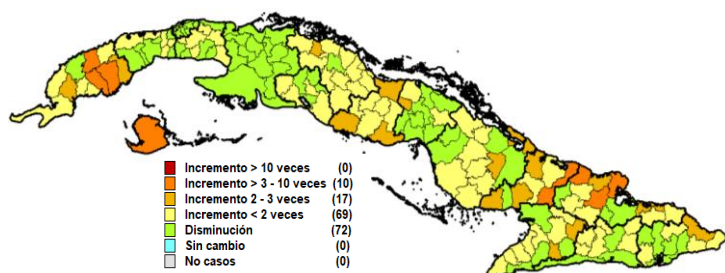 Incremento > 10 veces (0)
Incremento > 3 - 10 veces (10)
Incremento 2 - 3 veces (17)
Incremento < 2 veces (69)
Disminución (72)
Sin cambio (0)
No casos (0)